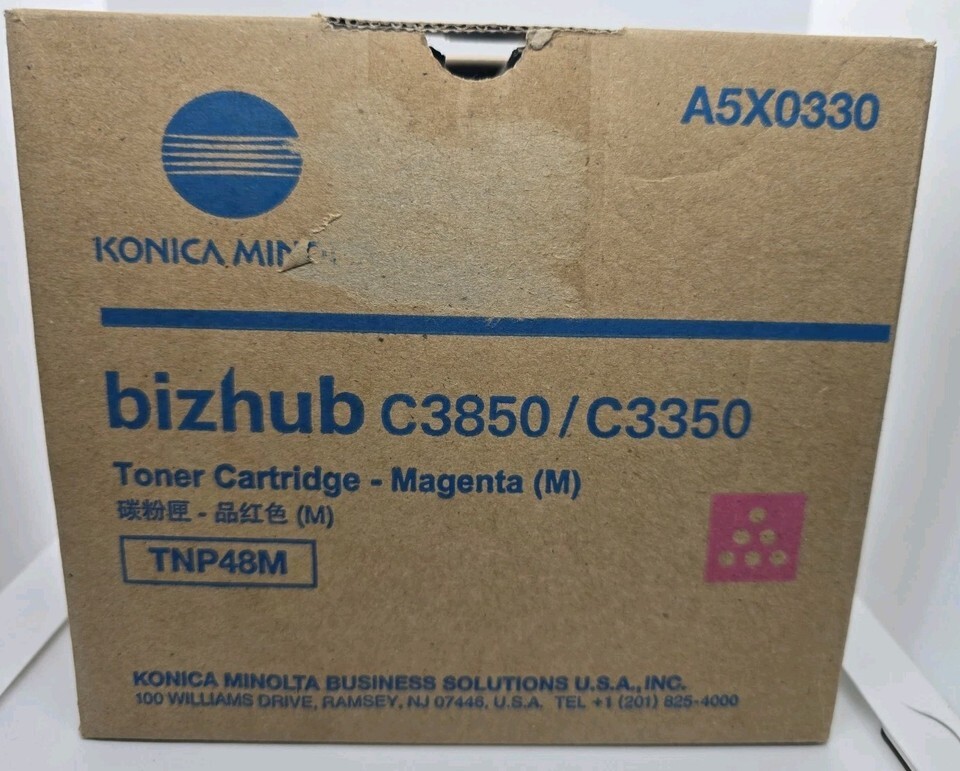 A5X0330
KONICA MIN
bizhub C3850/C3350
Toner Cartridge - Magenta (M)
碳粉匣 - 品红色 (M)
TNP48M
KONICA MINOLTA BUSINESS SOLUTIONS U.S.A., INC.
100 WILLIAMS DRIVE, RAMSEY, NJ 07446, U.S.A. TEL +1 (201) 825-4000